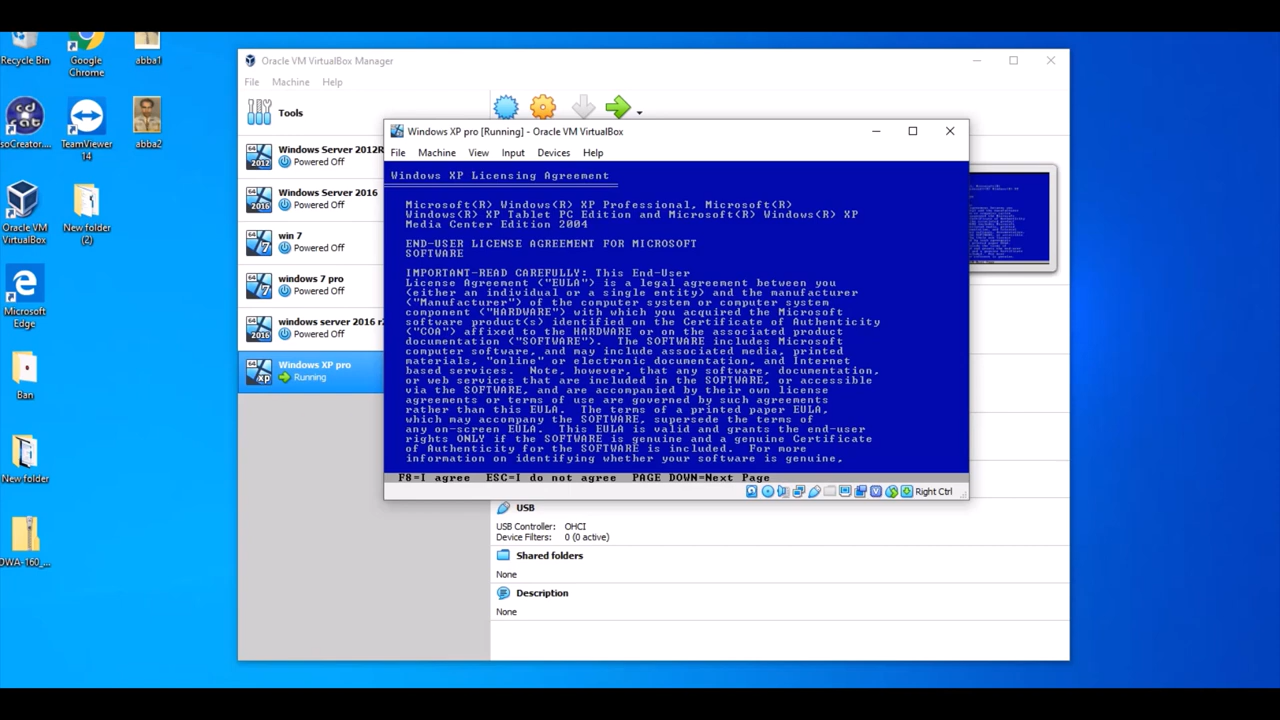 Recycle Bin
Google
Chrome
abba1
soCreator....
TeamViewer
14
abba2
Oracle VM
VirtualBox
New folder
(2)
Microsoft
Edge
Ban
New folder
DWA-160_...
Oracle VM VirtualBox Manager
File Machine Help
Tools
Windows Server 2012R
Powered Off
Windows Server 2016
Powered Off
win 7
Powered Off
windows 7 pro
Powered Off
windows server 2016 r2
Powered Off
Windows XP pro
Running
Windows XP pro [Running] - Oracle VM VirtualBox
File Machine View Input Devices Help
Windows XP Licensing Agreement
Microsoft(R) Windows(R) XP Professional, Microsoft(R)
Windows(R) XP Tablet PC Edition and Microsoft(R) Windows(R) XP
Media Center Edition 2004
END-USER LICENSE AGREEMENT FOR MICROSOFT
SOFTWARE
IMPORTANT-READ CAREFULLY: This End-User
License Agreement ("EULA") is a legal agreement between you
(either an individual or a single entity) and the manufacturer
("Manufacturer") of the computer system or computer system
component ("HARDWARE") with which you acquired the Microsoft
software product(s) identified on the Certificate of Authenticity
("COA") affixed to the HARDWARE or on the associated product
documentation ("SOFTWARE"). The SOFTWARE includes Microsoft
computer software, and may include associated media, printed
materials, "online" or electronic documentation, and Internet
based services. Note, however, that any software, documentation,
or web services that are included in the SOFTWARE, or accessible
via the SOFTWARE, and are accompanied by their own license
agreements or terms of use are governed by such agreements
rather than this EULA. The terms of a printed paper EULA,
which may accompany the SOFTWARE, supersede the terms of
any on-screen EULA. This EULA is valid and grants the end-user
rights ONLY if the SOFTWARE is genuine and a genuine Certificate
of Authenticity for the SOFTWARE is included. For more
information on identifying whether your software is genuine,
F8=I agree ESC=I do not agree PAGE DOWN=Next Page
Right Ctrl
USB
USB Controller: OHCI
Device Filters: 0 (0 active)
Shared folders
None
Description
None